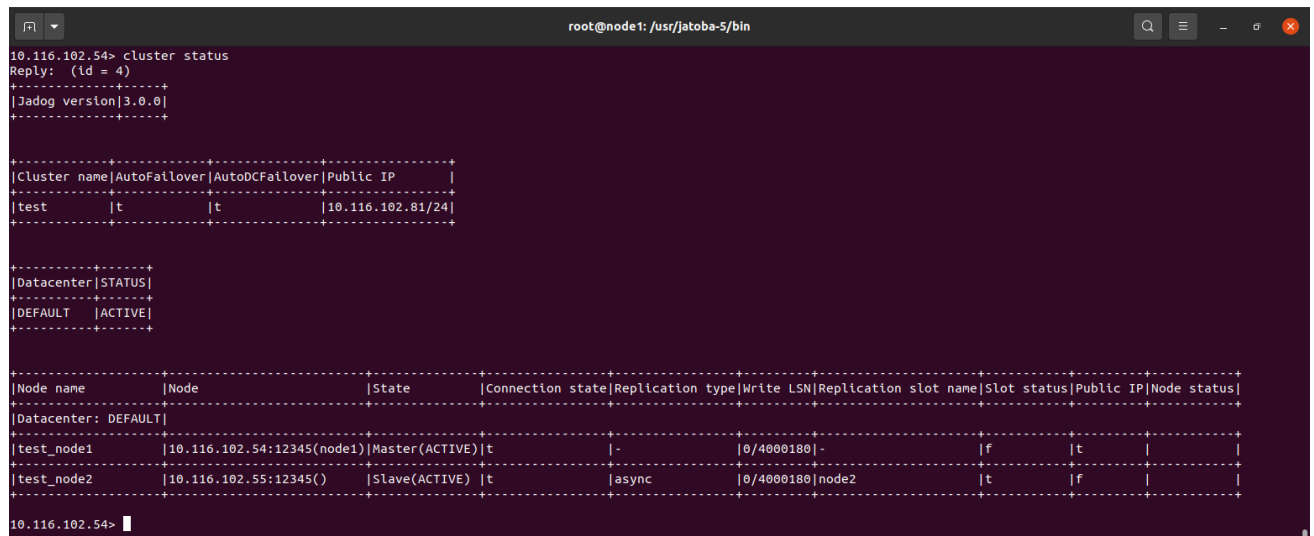 root@node1: /usr/jatoba-5/bin
10.116.102.54> cluster status
Reply:  (id = 4)
+-------------+-----+
|Jadog version|3.0.0|
+-------------+-----+
+------------+------------+--------------+----------------+
|Cluster name|AutoFailover|AutoDCFailover|Public IP       |
+------------+------------+--------------+----------------+
|test        |t           |t             |10.116.102.81/24|
+------------+------------+--------------+----------------+
+----------+------+
|Datacenter|STATUS|
+----------+------+
|DEFAULT   |ACTIVE|
+----------+------+
+-------------------+--------------------------+--------------+----------------+----------------+---------+---------------------+-----------+---------+-----------+
|Node name          |Node                      |State         |Connection state|Replication type|Write LSN|Replication slot name|Slot status|Public IP|Node status|
+-------------------+--------------------------+--------------+----------------+----------------+---------+---------------------+-----------+---------+-----------+
|Datacenter: DEFAULT|
+-------------------+--------------------------+--------------+----------------+----------------+---------+---------------------+-----------+---------+-----------+
|test_node1         |10.116.102.54:12345(node1)|Master(ACTIVE)|t               |-               |0/4000180|-                    |f          |t        |           |
+-------------------+--------------------------+--------------+----------------+----------------+---------+---------------------+-----------+---------+-----------+
|test_node2         |10.116.102.55:12345()     |Slave(ACTIVE) |t               |async           |0/4000180|node2                |t          |f        |           |
+-------------------+--------------------------+--------------+----------------+----------------+---------+---------------------+-----------+---------+-----------+
10.116.102.54>